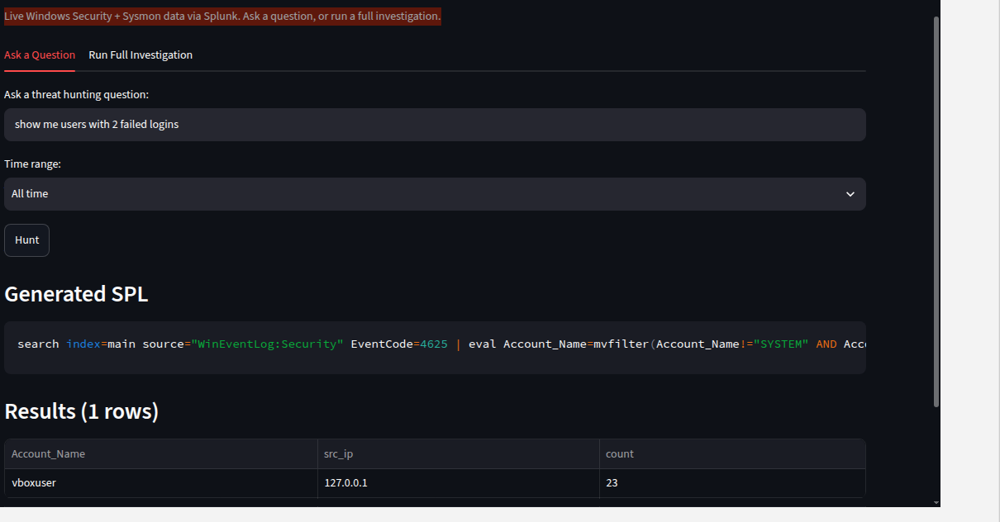 Live Windows Security + Sysmon data via Splunk. Ask a question, or run a full investigation.
Ask a Question Run Full Investigation
Ask a threat hunting question:
show me users with 2 failed logins
Time range:
All time
Hunt
Generated SPL
search index=main source="WinEventLog:Security" EventCode=4625 | eval Account_Name=mvfilter(Account_Name!="SYSTEM" AND
Results (1 rows)
Account_Name src_ip count
vboxuser 127.0.0.1 23